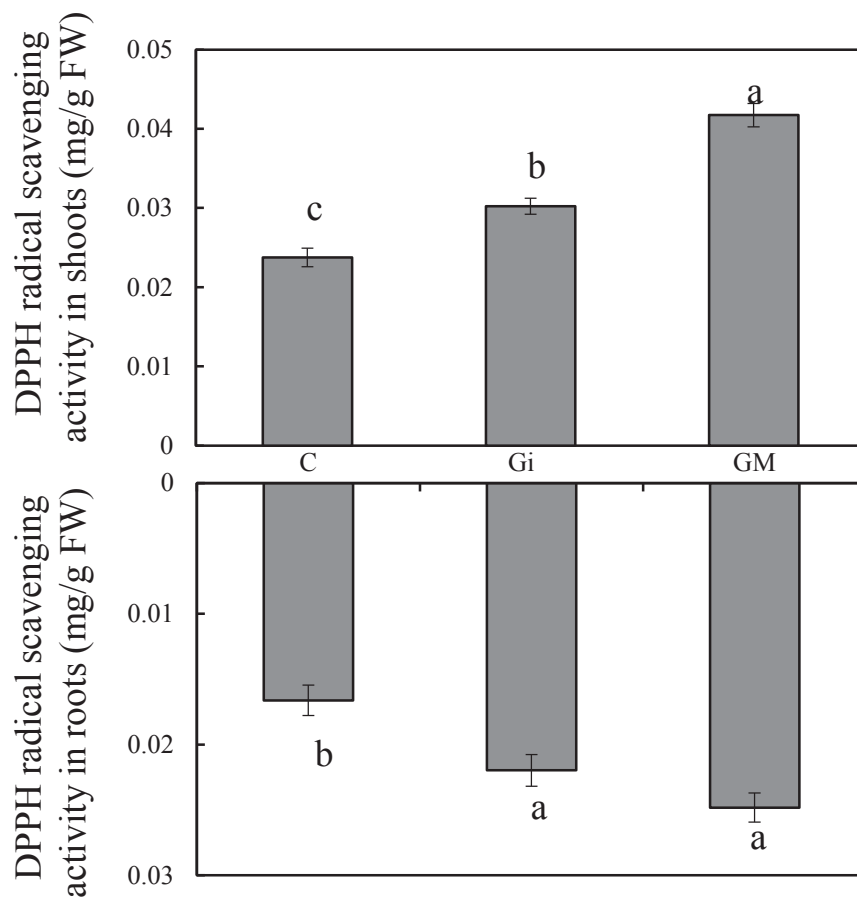 DPPH radical scavenging
activity in shoots (mg/g FW)
0.05
0.04
0.03
0.02
0.01
0
c
b
a
C Gi GM
DPPH radical scavenging
activity in roots (mg/g FW)
0
0.01
0.02
0.03
b
a
a